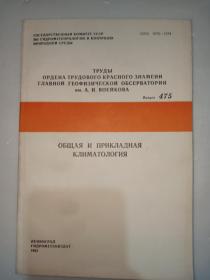 ГОСУДАРСТВЕННЫЙ КОМИТЕТ СССР
ПО ГИДРОМЕТЕОРОЛОГИИ И КОНТРОЛЮ
ПРИРОДНОЙ СРЕДЫ
ТРУДЫ
ОРДЕНА ТРУДОВОГО КРАСНОГО ЗНАМЕНИ
ГЛАВНОЙ ГЕОФИЗИЧЕСКОЙ ОБСЕРВАТОРИИ
им. А. И. ВОЕЙКОВА
Выпуск 475
ОБЩАЯ И ПРИКЛАДНАЯ
КЛИМАТОЛОГИЯ
ЛЕНИНГРАД
ГИДРОМЕТЕОИЗДАТ